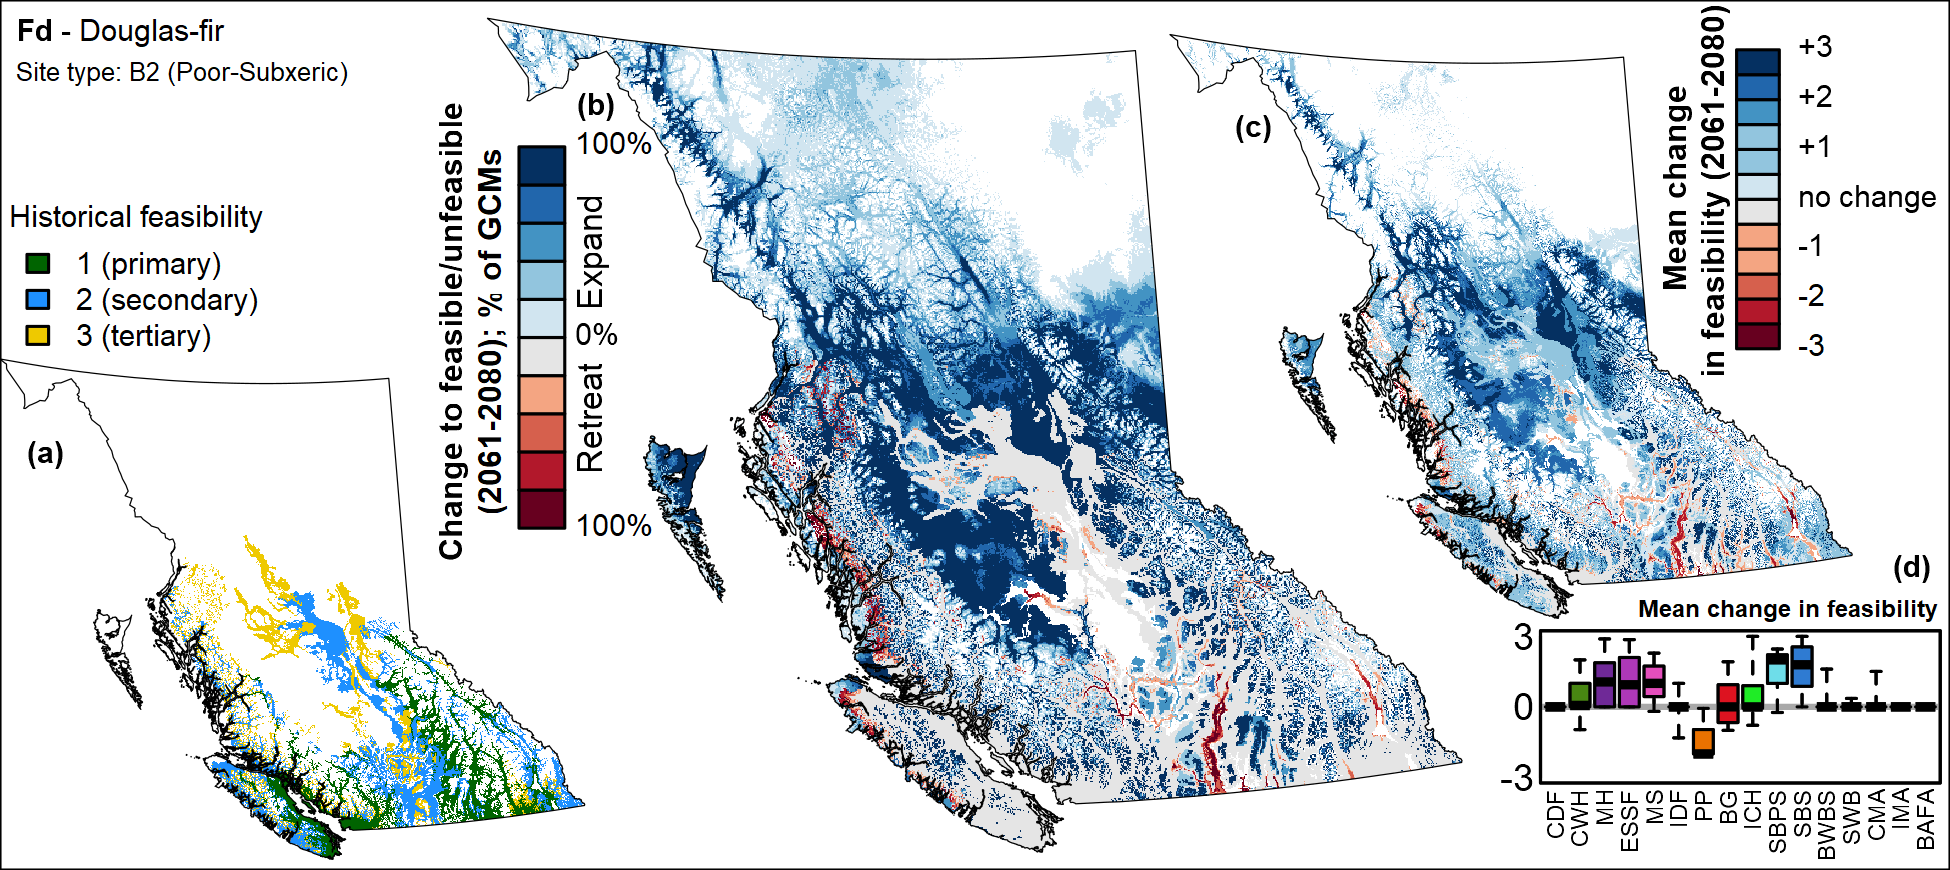 Fd - Douglas-fir
Site type: B2 (Poor-Subxeric)
Historical feasibility
1 (primary)
2 (secondary)
3 (tertiary)
(a)
Change to feasible/unfeasible
(2061-2080); % of GCMs
100%
Expand
0%
Retreat
100%
(b)
(c)
Mean change
in feasibility (2061-2080)
+3
+2
+1
no change
-1
-2
-3
(d)
Mean change in feasibility
3
0
-3
CDF
CWH
MH
ESSF
MS
IDF
PP
BG
ICH
SBPS
SBS
BWBS
SWB
CMA
IMA
BAFA